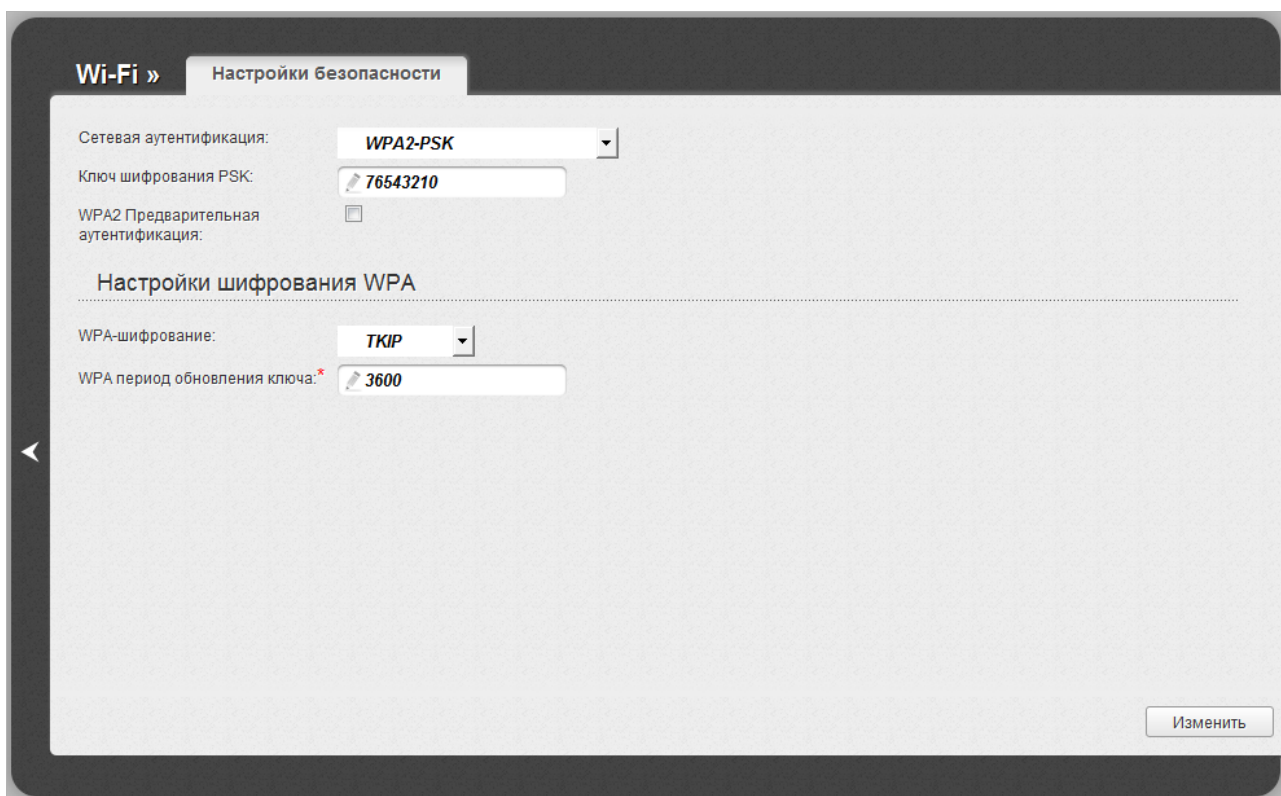 Wi-Fi » Настройки безопасности
Сетевая аутентификация: WPA2-PSK
Ключ шифрования PSK: 76543210
WPA2 Предварительная
аутентификация:
Настройки шифрования WPA
WPA-шифрование: TKIP
WPA период обновления ключа:* 3600
Изменить